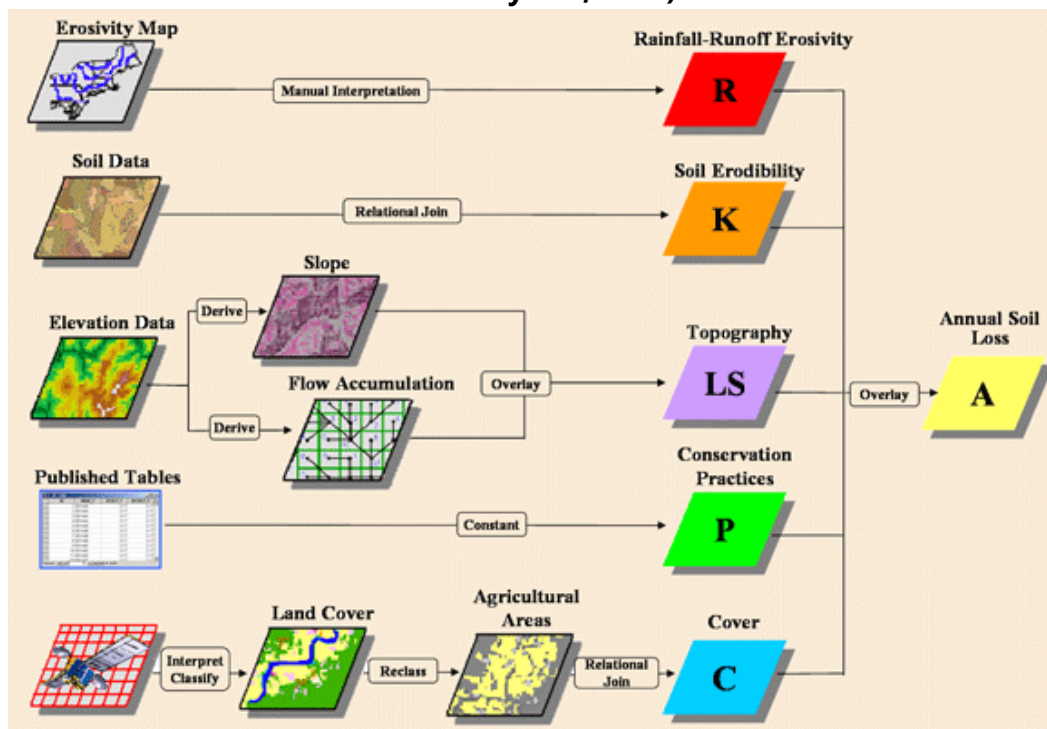 Erosivity Map
Manual Interpretation
Rainfall-Runoff Erosivity
R
Soil Data
Relational Join
Soil Erodibility
K
Elevation Data
Derive
Slope
Derive
Flow Accumulation
Overlay
Topography
LS
Overlay
Annual Soil
Loss
A
Published Tables
Constant
Conservation
Practices
P
Interpret
Classify
Land Cover
Reclass
Agricultural
Areas
Relational
Join
Cover
C